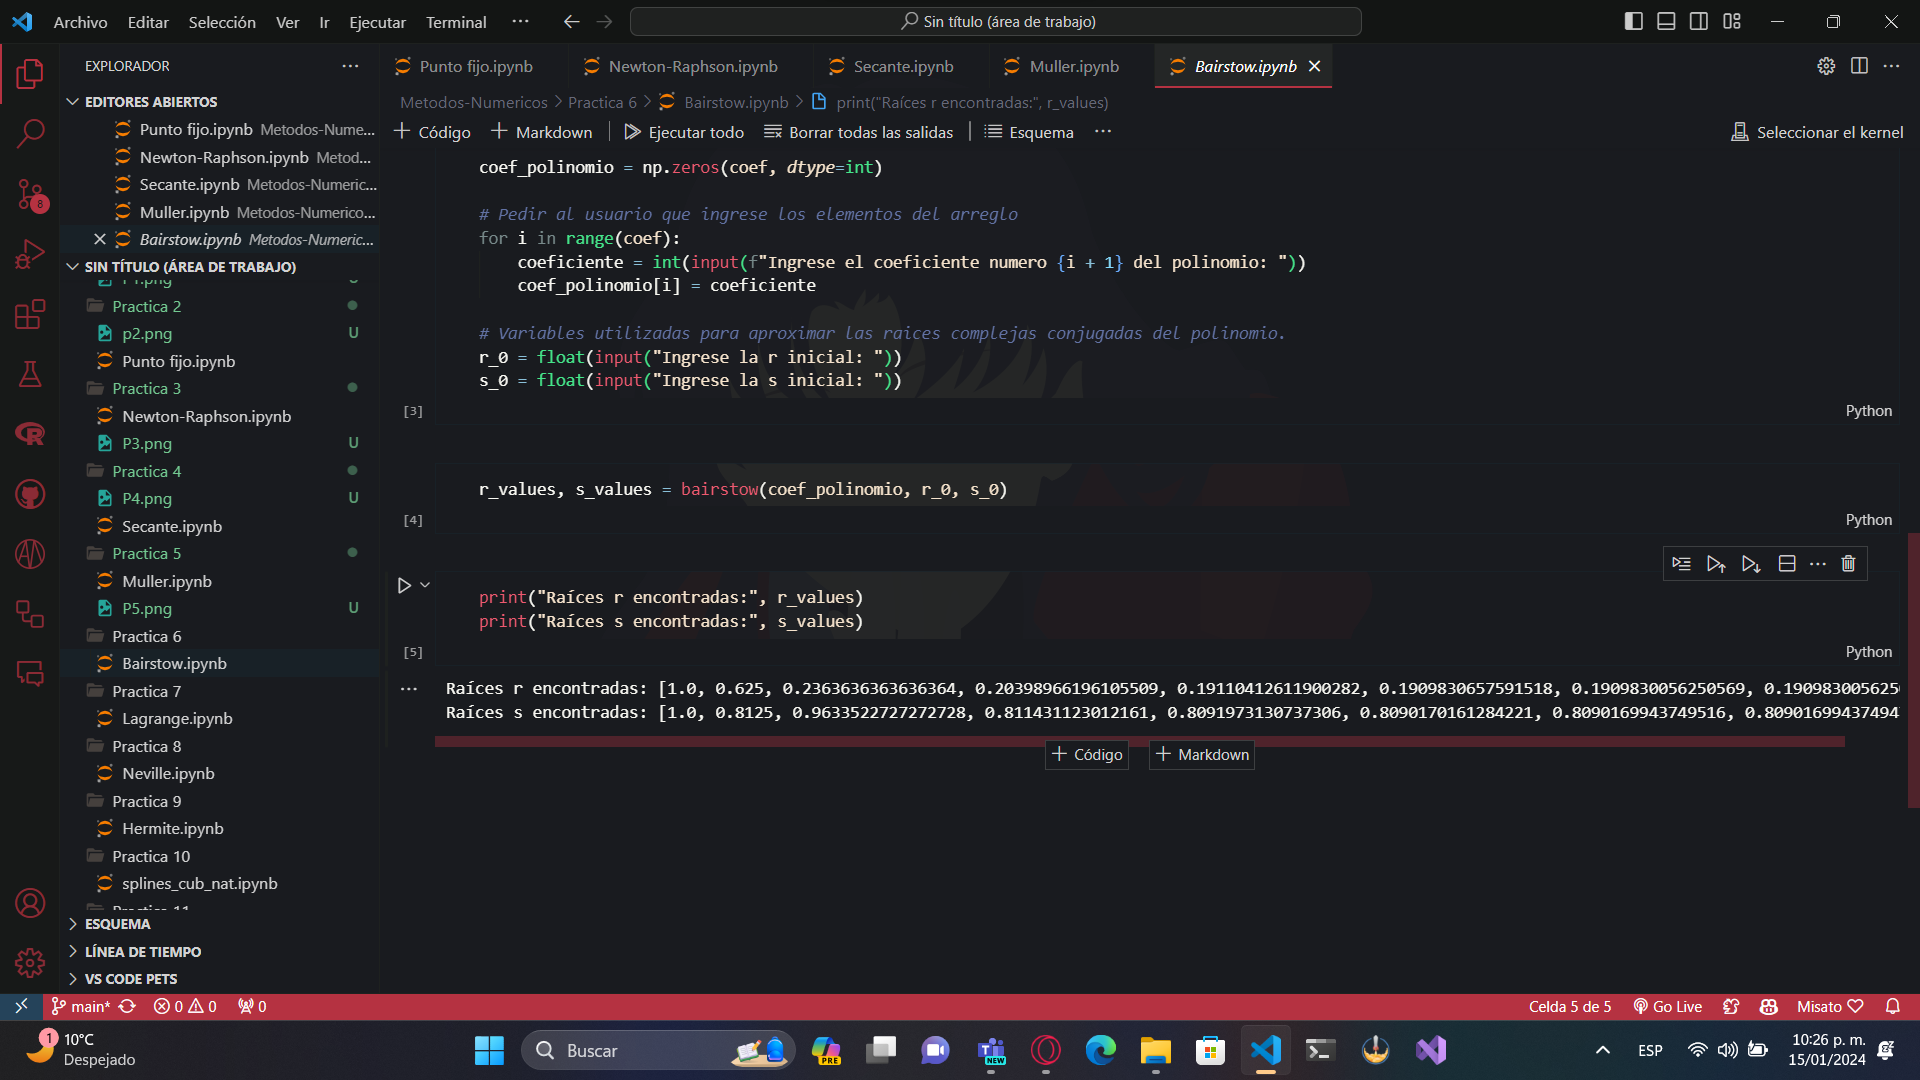 Archivo Editar Selección Ver Ir Ejecutar Terminal ···
Sin título (área de trabajo)
EXPLORADOR
EDITORES ABIERTOS
Punto fijo.ipynb Metodos-Nume...
Newton-Raphson.ipynb Metod...
Secante.ipynb Metodos-Numeric...
Muller.ipynb Metodos-Numerico...
Bairstow.ipynb Metodos-Numeric...
SIN TÍTULO (ÁREA DE TRABAJO)
P1.png U
Practica 2
p2.png U
Punto fijo.ipynb
Practica 3
Newton-Raphson.ipynb
P3.png U
Practica 4
P4.png U
Secante.ipynb
Practica 5
Muller.ipynb
P5.png U
Practica 6
Bairstow.ipynb
Practica 7
Lagrange.ipynb
Practica 8
Neville.ipynb
Practica 9
Hermite.ipynb
Practica 10
splines_cub_nat.ipynb
Practica 11
ESQUEMA
LÍNEA DE TIEMPO
VS CODE PETS
8
Punto fijo.ipynb Newton-Raphson.ipynb Secante.ipynb Muller.ipynb Bairstow.ipynb
Metodos-Numericos > Practica 6 > Bairstow.ipynb > print("Raíces r encontradas:", r_values)
+ Código + Markdown | Ejecutar todo Borrar todas las salidas | Esquema ··· Seleccionar el kernel
coef_polinomio = np.zeros(coef, dtype=int)
# Pedir al usuario que ingrese los elementos del arreglo
for i in range(coef):
coeficiente = int(input(f"Ingrese el coeficiente numero {i + 1} del polinomio: "))
coef_polinomio[i] = coeficiente
# Variables utilizadas para aproximar las raices complejas conjugadas del polinomio.
r_0 = float(input("Ingrese la r inicial: "))
s_0 = float(input("Ingrese la s inicial: "))
[3] Python
r_values, s_values = bairstow(coef_polinomio, r_0, s_0)
[4] Python
print("Raíces r encontradas:", r_values)
print("Raíces s encontradas:", s_values)
[5] Python
Raíces r encontradas: [1.0, 0.625, 0.2363636363636364, 0.20398966196105509, 0.19110412611900282, 0.1909830657591518, 0.1909830056250569, 0.190983005625
Raíces s encontradas: [1.0, 0.8125, 0.9633522727272728, 0.811431123012161, 0.8091973130737306, 0.8090170161284221, 0.8090169943749516, 0.80901699437494
+ Código + Markdown
main* 0 0 0 Celda 5 de 5 Go Live Misato
1
10°C
Despejado
Buscar
PRE
NEW
ESP
10:26 p. m.
15/01/2024